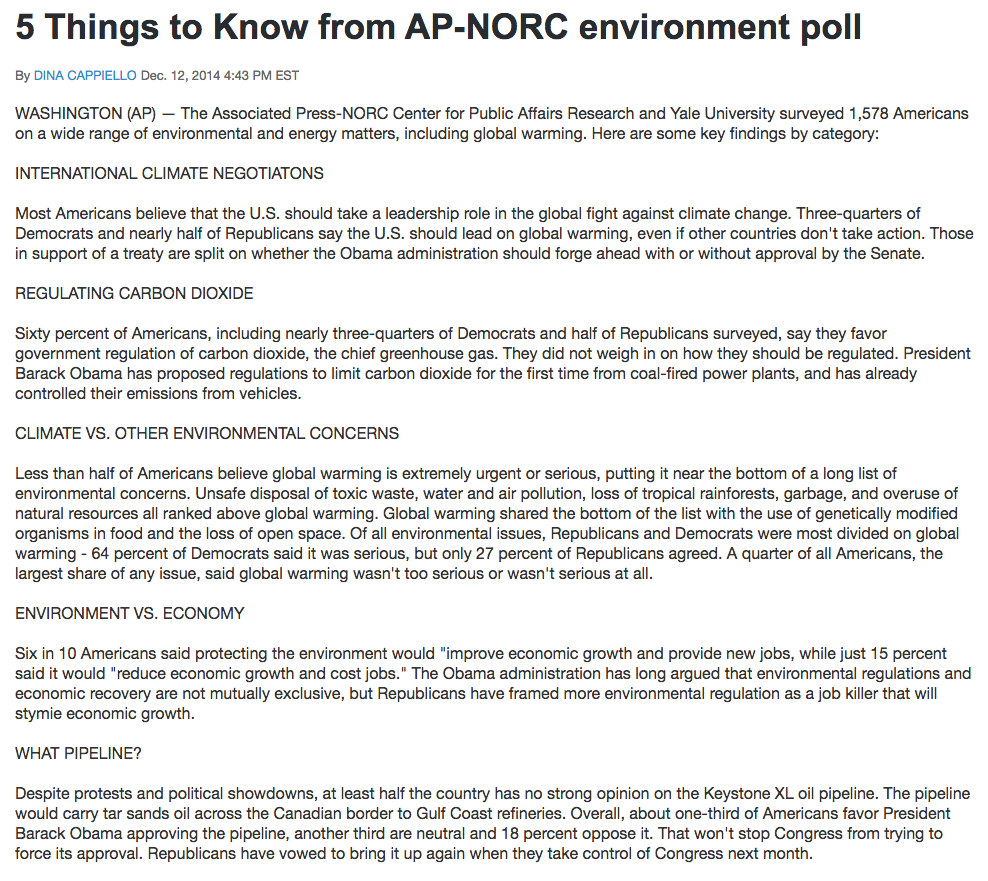 5 Things to Know from AP-NORC environment poll
By DINA CAPPIELLO Dec. 12, 2014 4:43 PM EST
WASHINGTON (AP) — The Associated Press-NORC Center for Public Affairs Research and Yale University surveyed 1,578 Americans
on a wide range of environmental and energy matters, including global warming. Here are some key findings by category:
INTERNATIONAL CLIMATE NEGOTIATONS
Most Americans believe that the U.S. should take a leadership role in the global fight against climate change. Three-quarters of
Democrats and nearly half of Republicans say the U.S. should lead on global warming, even if other countries don't take action. Those
in support of a treaty are split on whether the Obama administration should forge ahead with or without approval by the Senate.
REGULATING CARBON DIOXIDE
Sixty percent of Americans, including nearly three-quarters of Democrats and half of Republicans surveyed, say they favor
government regulation of carbon dioxide, the chief greenhouse gas. They did not weigh in on how they should be regulated. President
Barack Obama has proposed regulations to limit carbon dioxide for the first time from coal-fired power plants, and has already
controlled their emissions from vehicles.
CLIMATE VS. OTHER ENVIRONMENTAL CONCERNS
Less than half of Americans believe global warming is extremely urgent or serious, putting it near the bottom of a long list of
environmental concerns. Unsafe disposal of toxic waste, water and air pollution, loss of tropical rainforests, garbage, and overuse of
natural resources all ranked above global warming. Global warming shared the bottom of the list with the use of genetically modified
organisms in food and the loss of open space. Of all environmental issues, Republicans and Democrats were most divided on global
warming - 64 percent of Democrats said it was serious, but only 27 percent of Republicans agreed. A quarter of all Americans, the
largest share of any issue, said global warming wasn't too serious or wasn't serious at all.
ENVIRONMENT VS. ECONOMY
Six in 10 Americans said protecting the environment would "improve economic growth and provide new jobs, while just 15 percent
said it would "reduce economic growth and cost jobs." The Obama administration has long argued that environmental regulations and
economic recovery are not mutually exclusive, but Republicans have framed more environmental regulation as a job killer that will
stymie economic growth.
WHAT PIPELINE?
Despite protests and political showdowns, at least half the country has no strong opinion on the Keystone XL oil pipeline. The pipeline
would carry tar sands oil across the Canadian border to Gulf Coast refineries. Overall, about one-third of Americans favor President
Barack Obama approving the pipeline, another third are neutral and 18 percent oppose it. That won't stop Congress from trying to
force its approval. Republicans have vowed to bring it up again when they take control of Congress next month.